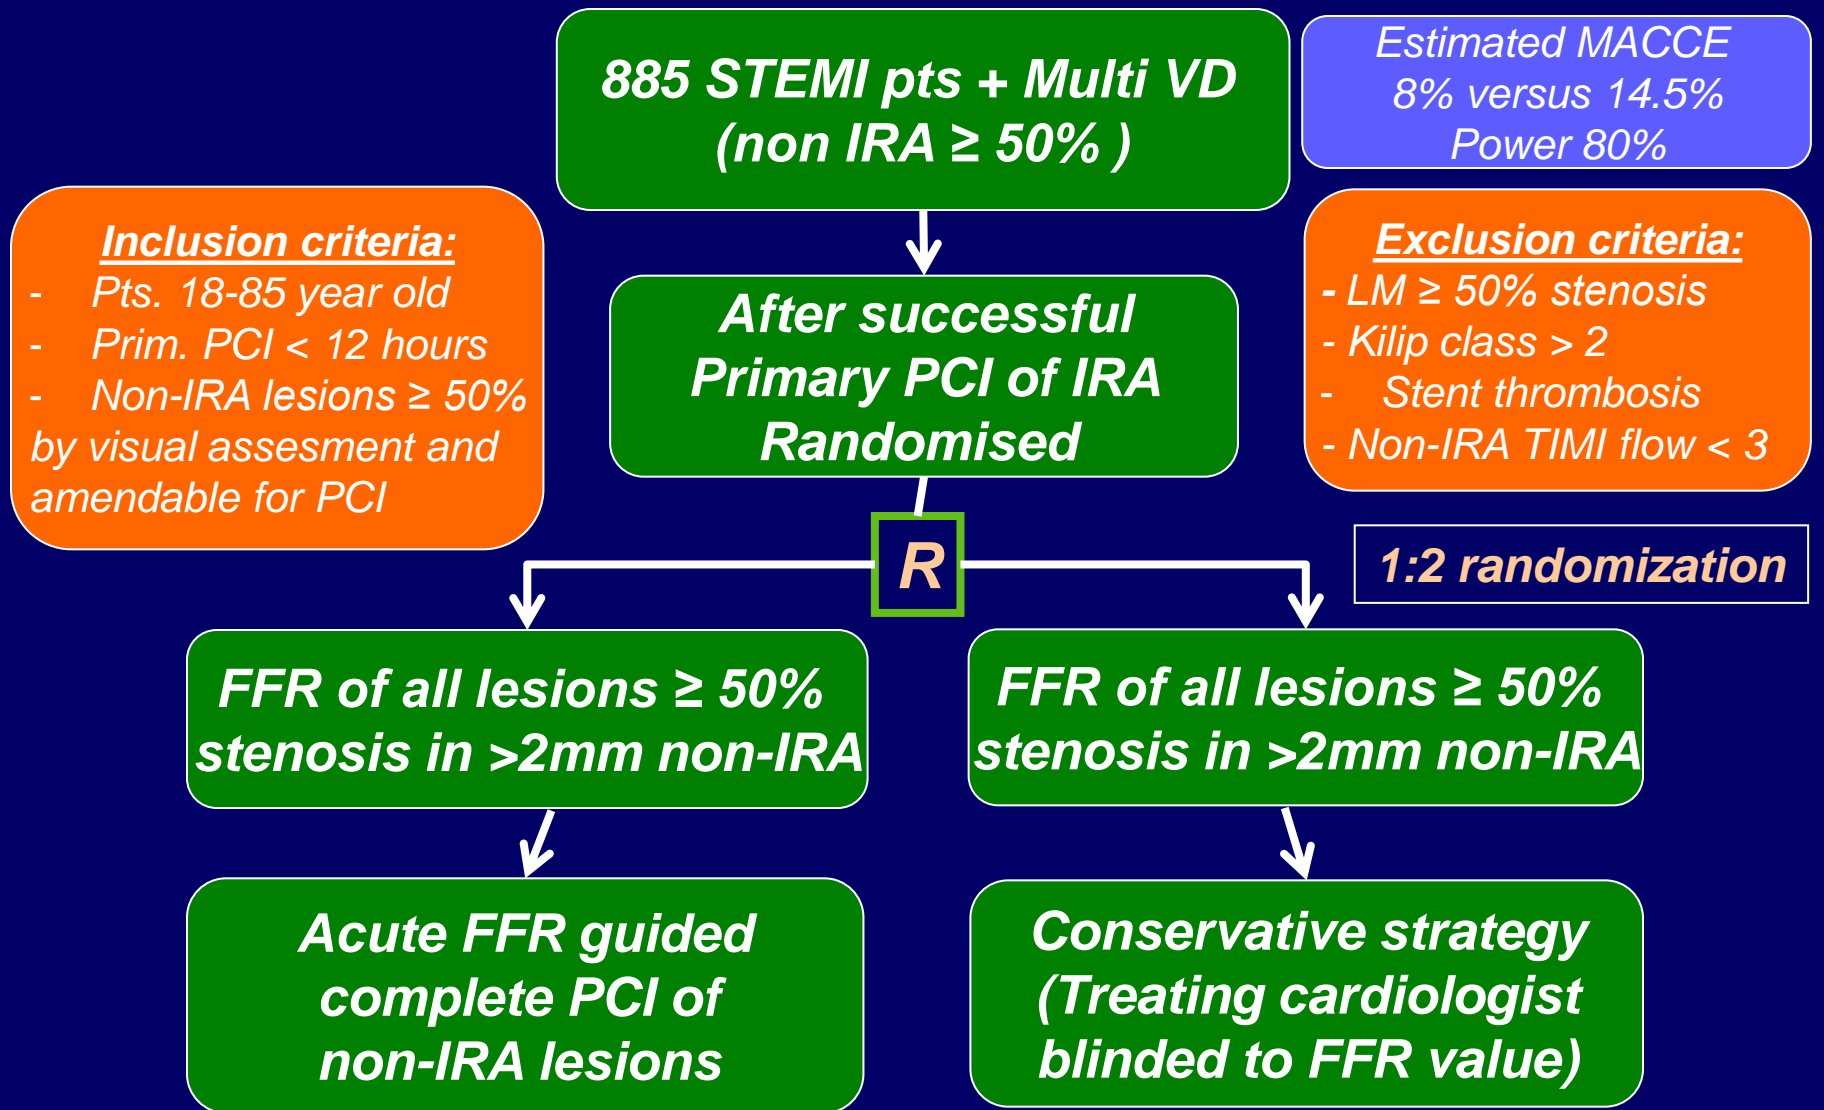 885 STEMI pts + Multi VD
(non IRA ≥ 50% )
Estimated MACCE
8% versus 14.5%
Power 80%
Inclusion criteria:
- Pts. 18-85 year old
- Prim. PCI < 12 hours
- Non-IRA lesions ≥ 50%
by visual assesment and
amendable for PCI
After successful
Primary PCI of IRA
Randomised
Exclusion criteria:
- LM ≥ 50% stenosis
- Kilip class > 2
- Stent thrombosis
- Non-IRA TIMI flow < 3
R
1:2 randomization
FFR of all lesions ≥ 50%
stenosis in >2mm non-IRA
FFR of all lesions ≥ 50%
stenosis in >2mm non-IRA
Acute FFR guided
complete PCI of
non-IRA lesions
Conservative strategy
(Treating cardiologist
blinded to FFR value)